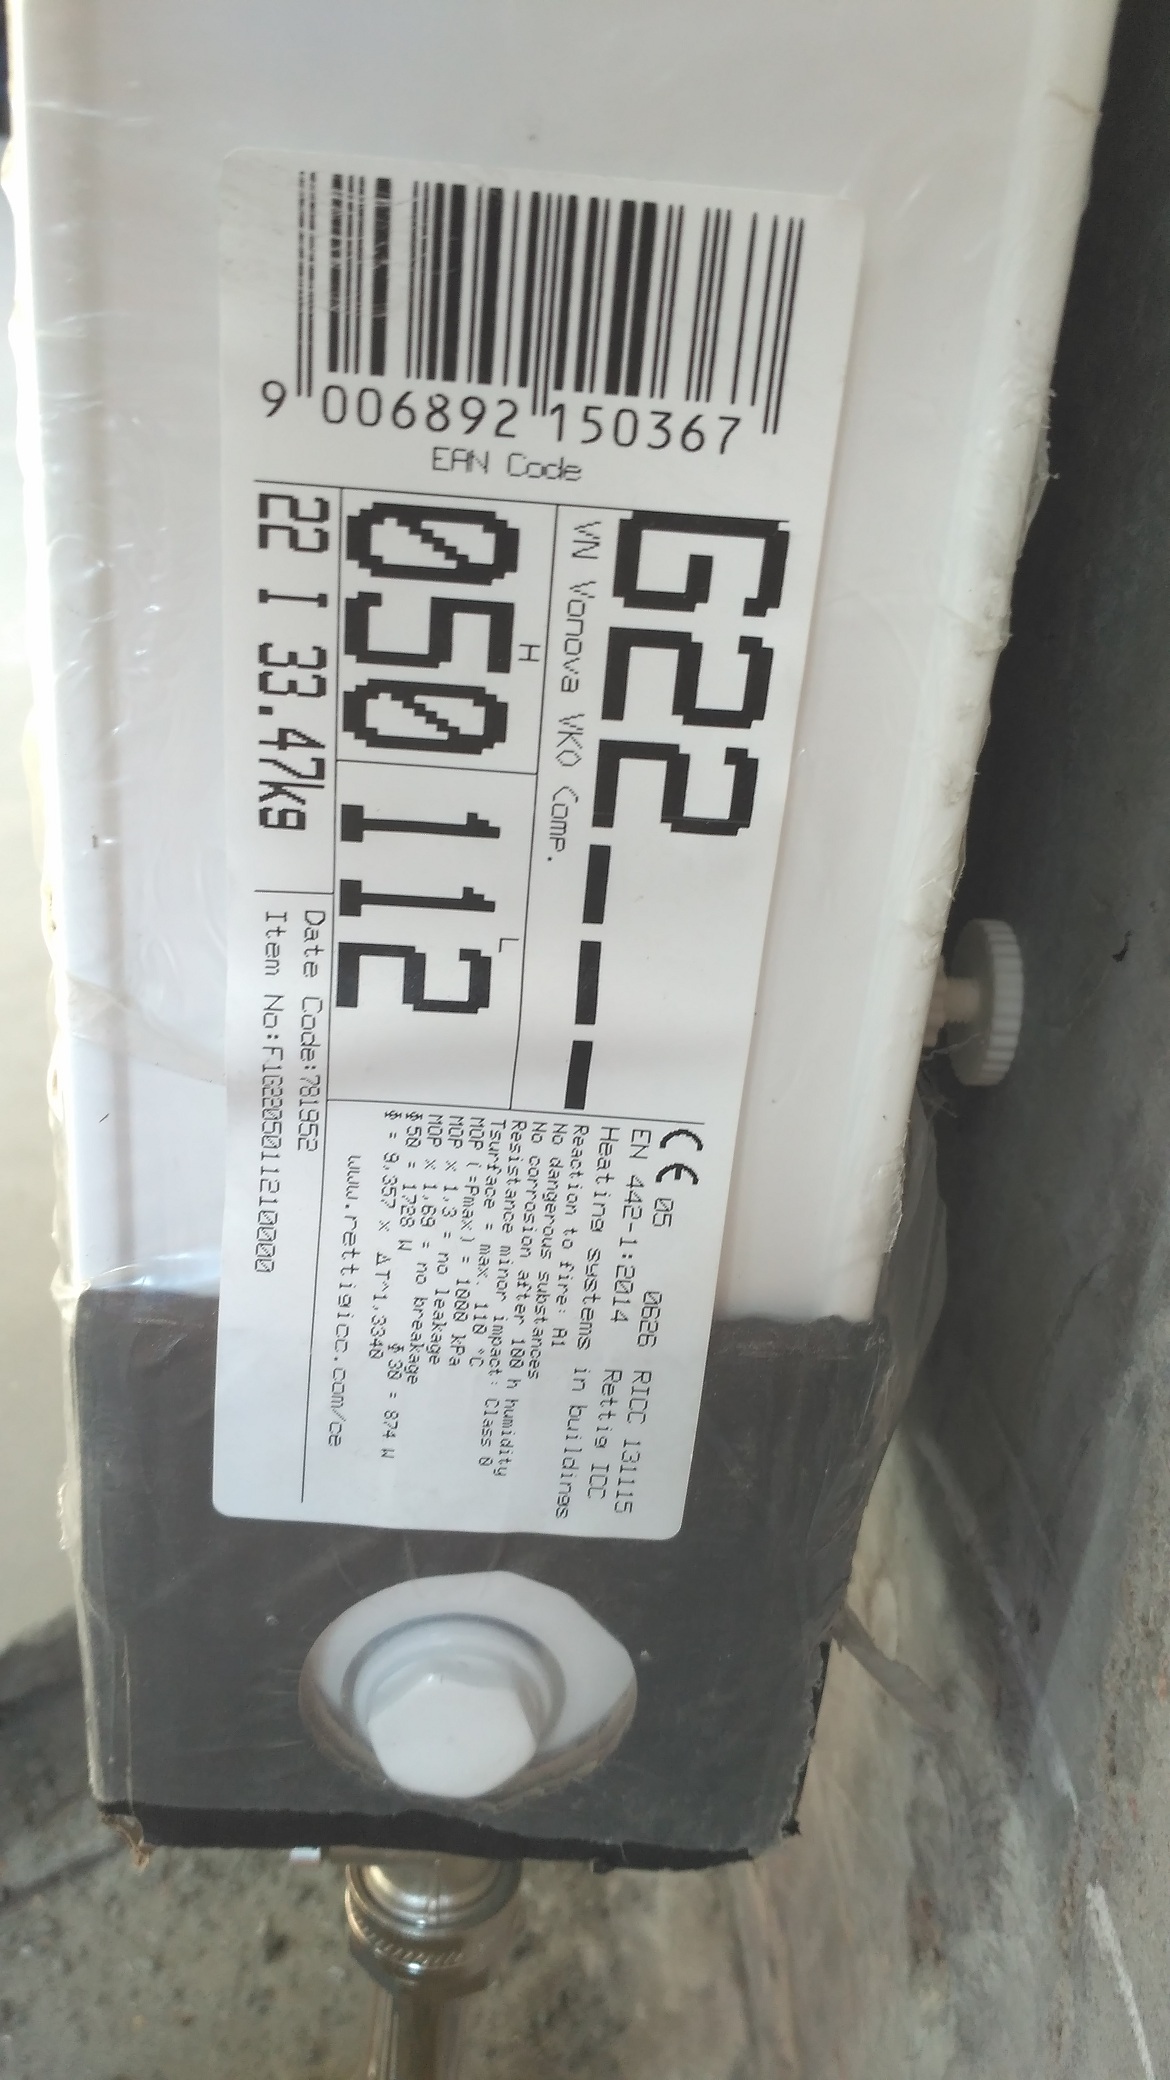 9 006892 150367
EAN Code
G22----
VN Vonova VKO Comp.
H
050
L
112
22 I 33.47kg
Date Code:781952
Item No:F1G2205011210000
CE 05 0626 RICC 131115
EN 442-1:2014 Rettig ICC
Heating systems in buildings
Reaction to fire: A1
No dangerous substances
No corrosion after 100 h humidity
Resistance minor impact: Class 0
Tsurface = max. 110 °C
MOP (=Pmax) = 1000 kPa
MOP x 1,3 = no leakage
MOP x 1,69 = no breakage
ϕ 50 = 1728 W ϕ 30 = 874 W
ϕ = 9,357 x ΔT^1,3340
www.rettigicc.com/ce